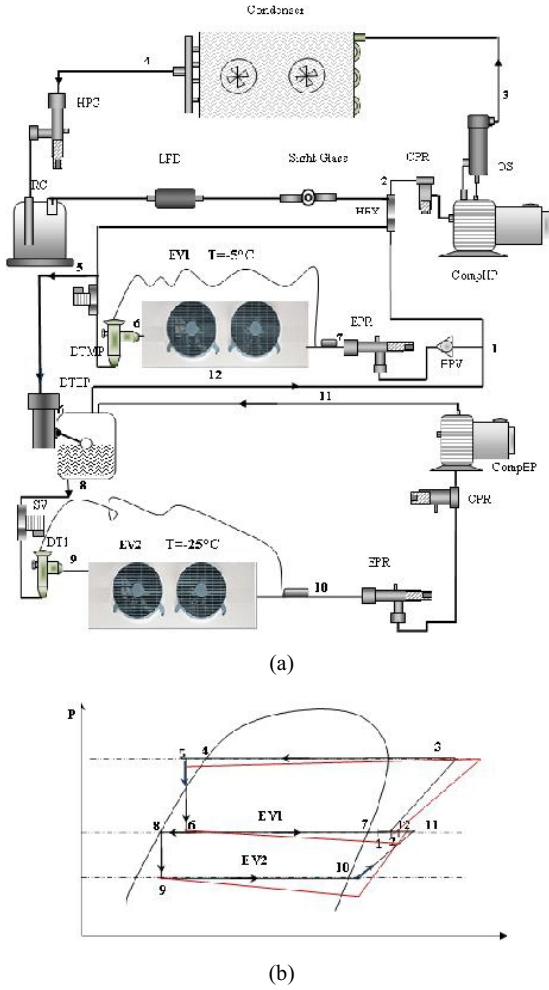 Condenser
4
3
HPC
OS
LFD
Sight Glass
2
CPR
RC
HEX
CompHP
5
EV1 T=-5°C
6
EPR
7
DTMP
1
12
RPV
DTEP
11
8
CompEP
SV
CPR
DT1
EV2 T=-25°C
9
10
EPR
(a)
P
5
4
3
EV1
7
12
11
8
6
1
2
EV2
10
9
(b)